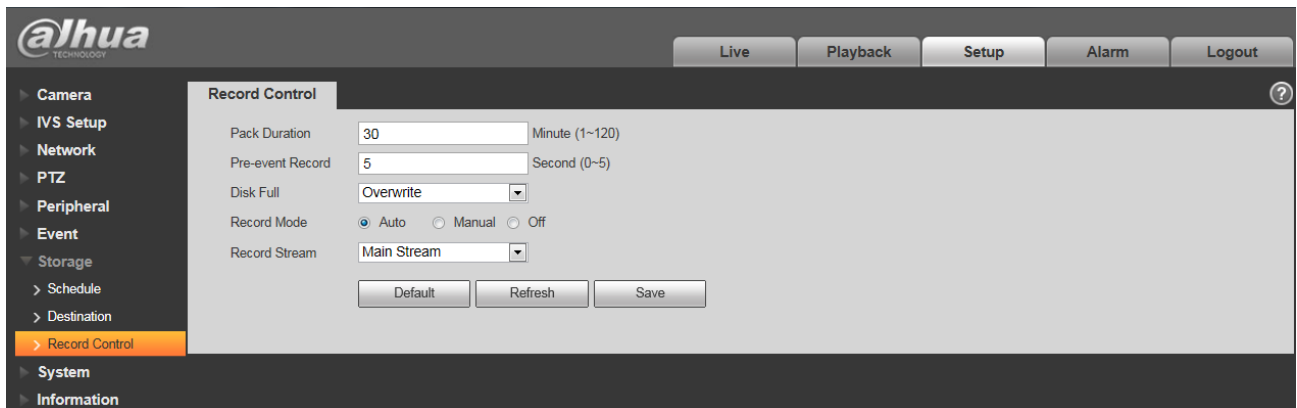 alhua
TECHNOLOGY
Live Playback Setup Alarm Logout
Camera
IVS Setup
Network
PTZ
Peripheral
Event
Storage
> Schedule
> Destination
> Record Control
System
Information
Record Control ?
Pack Duration 30 Minute (1~120)
Pre-event Record 5 Second (0~5)
Disk Full Overwrite
Record Mode Auto Manual Off
Record Stream Main Stream
Default Refresh Save